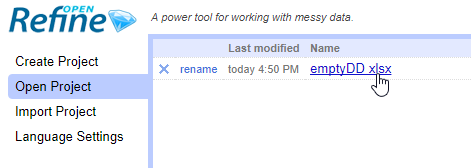 OPEN
Refine
A power tool for working with messy data.
Create Project
Open Project
Import Project
Language Settings
Last modified Name
rename today 4:50 PM emptyDD xlsx